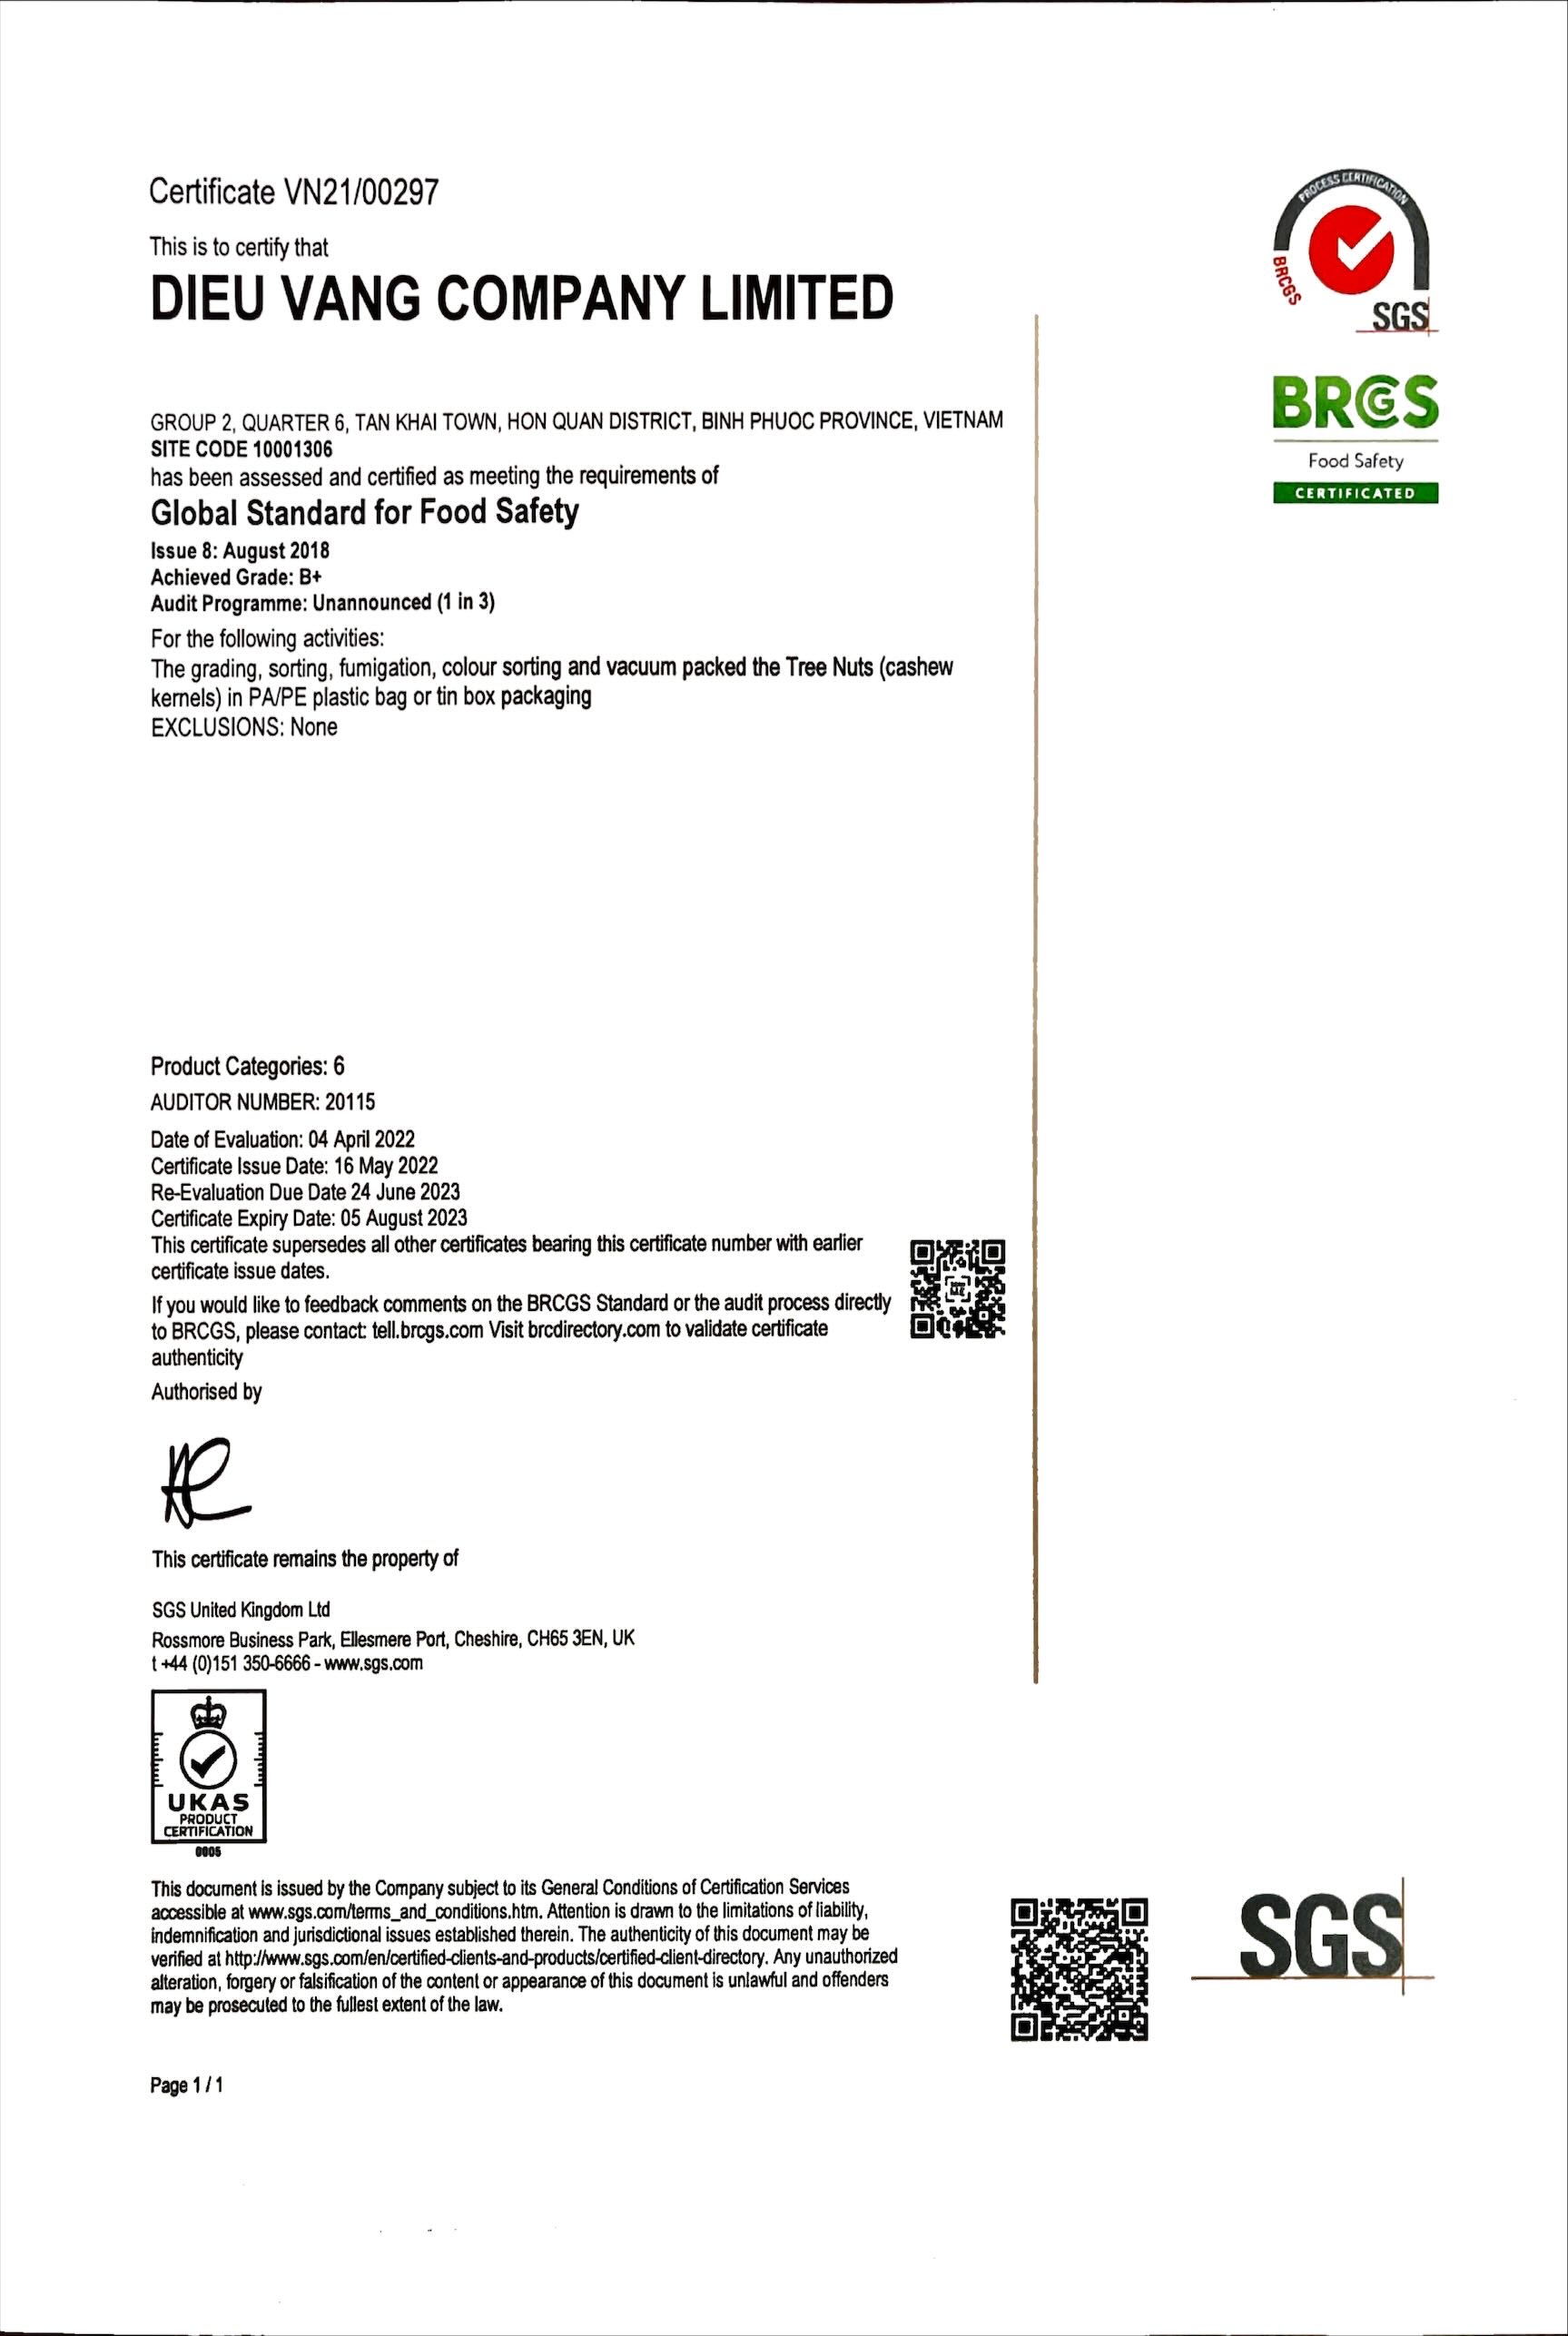 Certificate VN21/00297
This is to certify that
DIEU VANG COMPANY LIMITED
GROUP 2, QUARTER 6, TAN KHAI TOWN, HON QUAN DISTRICT, BINH PHUOC PROVINCE, VIETNAM
SITE CODE 10001306
has been assessed and certified as meeting the requirements of
Global Standard for Food Safety
Issue 8: August 2018
Achieved Grade: B+
Audit Programme: Unannounced (1 in 3)
For the following activities:
The grading, sorting, fumigation, colour sorting and vacuum packed the Tree Nuts (cashew
kernels) in PA/PE plastic bag or tin box packaging
EXCLUSIONS: None
PROCESS CERTIFICATION
BRCGS
SGS
BRCGS
Food Safety
CERTIFICATED
Product Categories: 6
AUDITOR NUMBER: 20115
Date of Evaluation: 04 April 2022
Certificate Issue Date: 16 May 2022
Re-Evaluation Due Date 24 June 2023
Certificate Expiry Date: 05 August 2023
This certificate supersedes all other certificates bearing this certificate number with earlier
certificate issue dates.
If you would like to feedback comments on the BRCGS Standard or the audit process directly
to BRCGS, please contact: tell.brcgs.com Visit brcdirectory.com to validate certificate
authenticity
Authorised by
This certificate remains the property of
SGS United Kingdom Ltd
Rossmore Business Park, Ellesmere Port, Cheshire, CH65 3EN, UK
t +44 (0)151 350-6666 - www.sgs.com
UKAS
PRODUCT
CERTIFICATION
0005
This document is issued by the Company subject to its General Conditions of Certification Services
accessible at www.sgs.com/terms_and_conditions.htm. Attention is drawn to the limitations of liability,
indemnification and jurisdictional issues established therein. The authenticity of this document may be
verified at http://www.sgs.com/en/certified-clients-and-products/certified-client-directory. Any unauthorized
alteration, forgery or falsification of the content or appearance of this document is unlawful and offenders
may be prosecuted to the fullest extent of the law.
SGS
Page 1 / 1